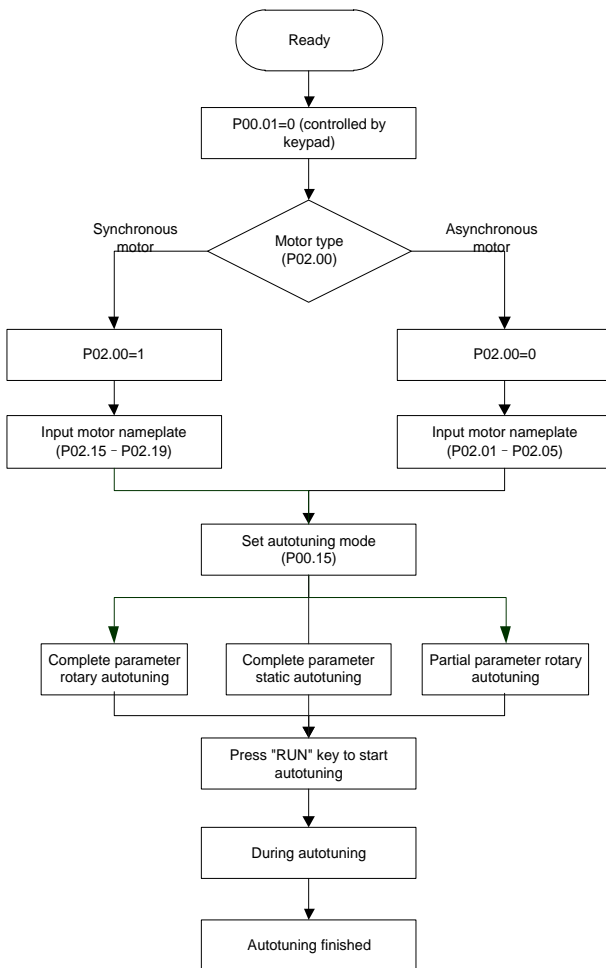 Ready
P00.01=0 (controlled by
keypad)
Synchronous
motor
Motor type
(P02.00)
Asynchronous
motor
P02.00=1
P02.00=0
Input motor nameplate
(P02.15﹣P02.19)
Input motor nameplate
(P02.01﹣P02.05)
Set autotuning mode
(P00.15)
Complete parameter
rotary autotuning
Complete parameter
static autotuning
Partial parameter rotary
autotuning
Press "RUN" key to start
autotuning
During autotuning
Autotuning finished